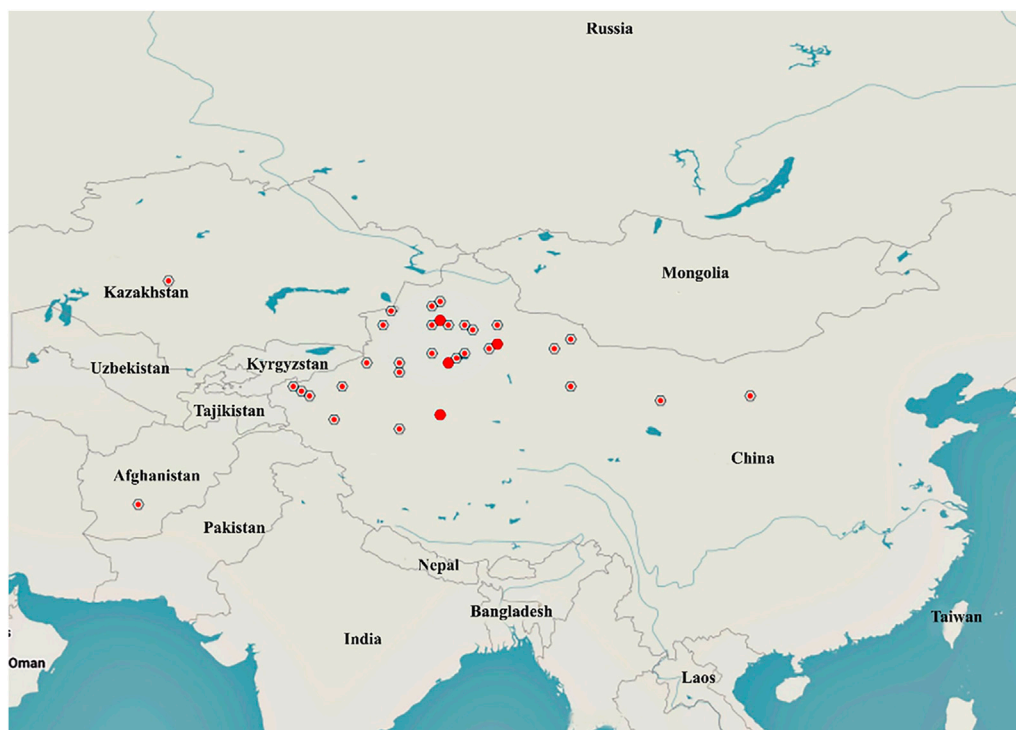 Russia
Mongolia
Kazakhstan
Kyrgyzstan
Uzbekistan
Tajikistan
China
Afghanistan
Pakistan
Nepal
Bangladesh
Taiwan
India
s
Oman
Laos